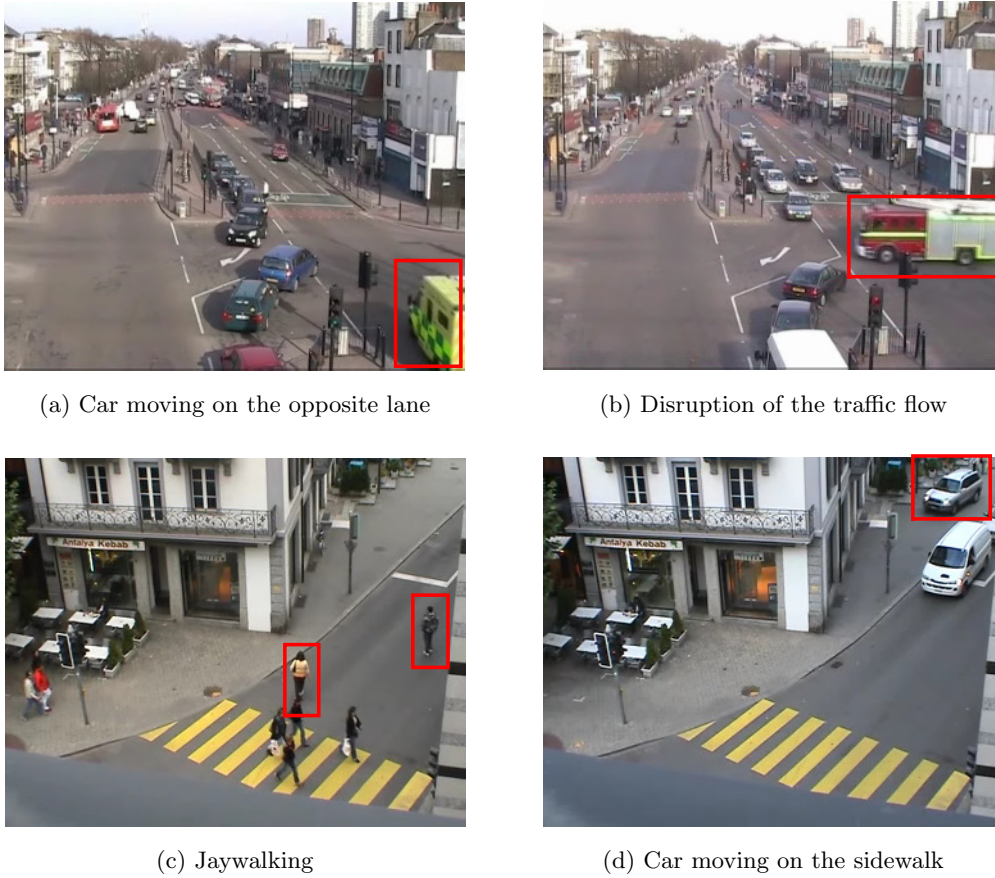 (a) Car moving on the opposite lane
(b) Disruption of the traffic flow
Antalya Kebab
Antalya Kebab
(c) Jaywalking
(d) Car moving on the sidewalk